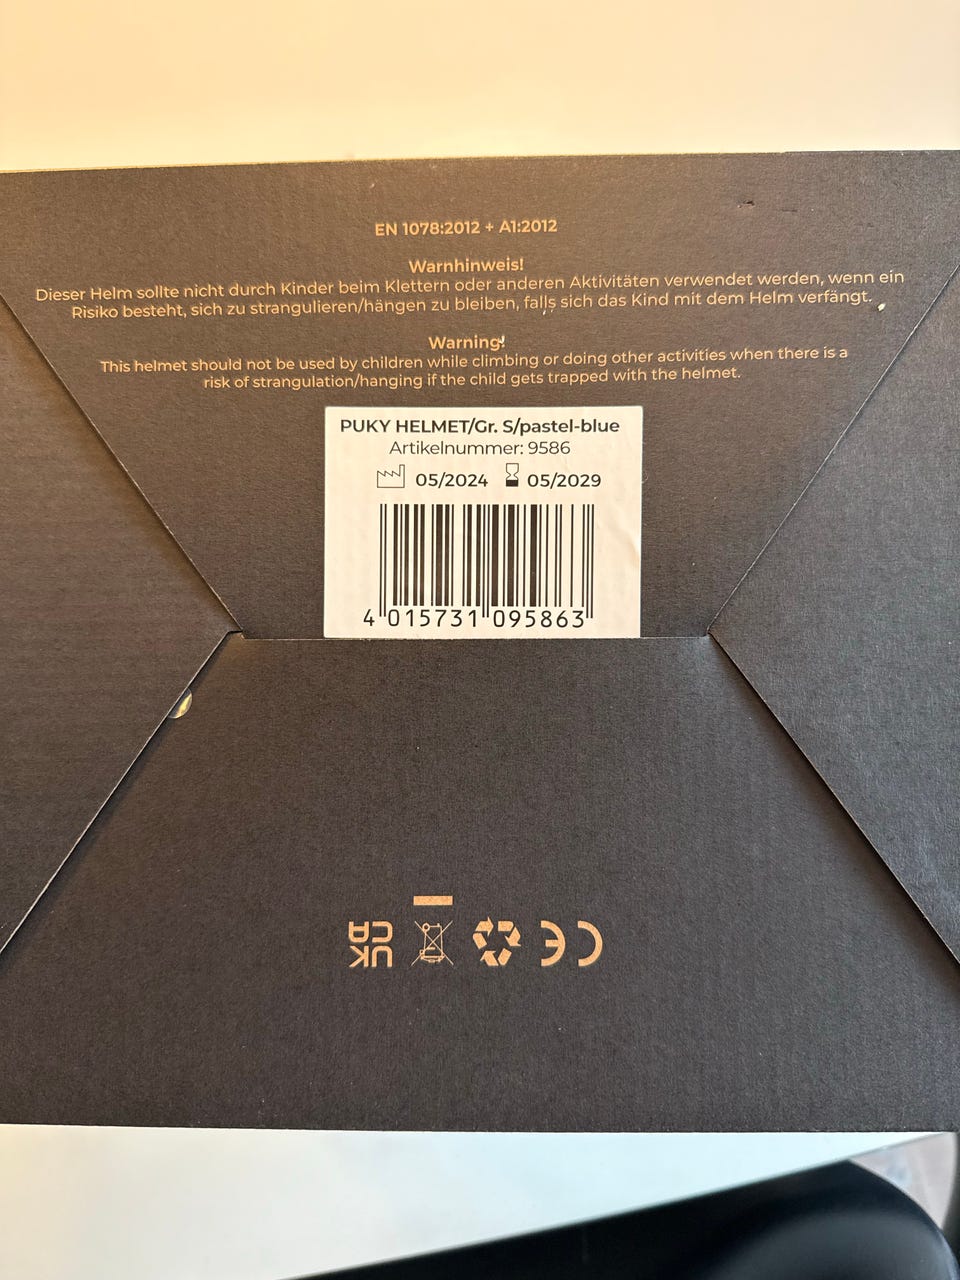 EN 1078:2012 + A1:2012
Warnhinweis!
Dieser Helm sollte nicht durch Kinder beim Klettern oder anderen Aktivitäten verwendet werden, wenn ein
Risiko besteht, sich zu strangulieren/hängen zu bleiben, falls sich das Kind mit dem Helm verfängt.
Warning!
This helmet should not be used by children while climbing or doing other activities when there is a
risk of strangulation/hanging if the child gets trapped with the helmet.
PUKY HELMET/Gr. S/pastel-blue
Artikelnummer: 9586
05/2024 05/2029
4 015731 095863
UK
CA
CE